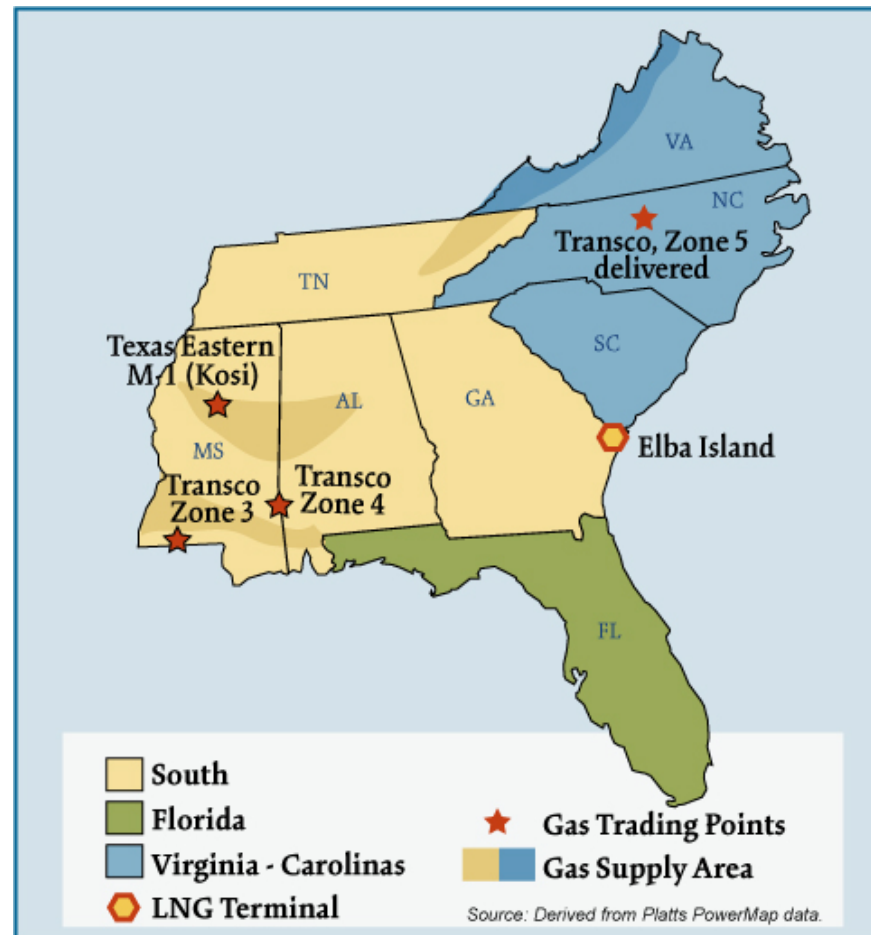 VA
NC
Transco, Zone 5
delivered
TN
SC
Texas Eastern
M-1 (Kosi)
AL
GA
Elba Island
MS
Transco
Zone 3
Transco
Zone 4
FL
South
Florida
Virginia - Carolinas
LNG Terminal
Gas Trading Points
Gas Supply Area
Source: Derived from Platts PowerMap data.